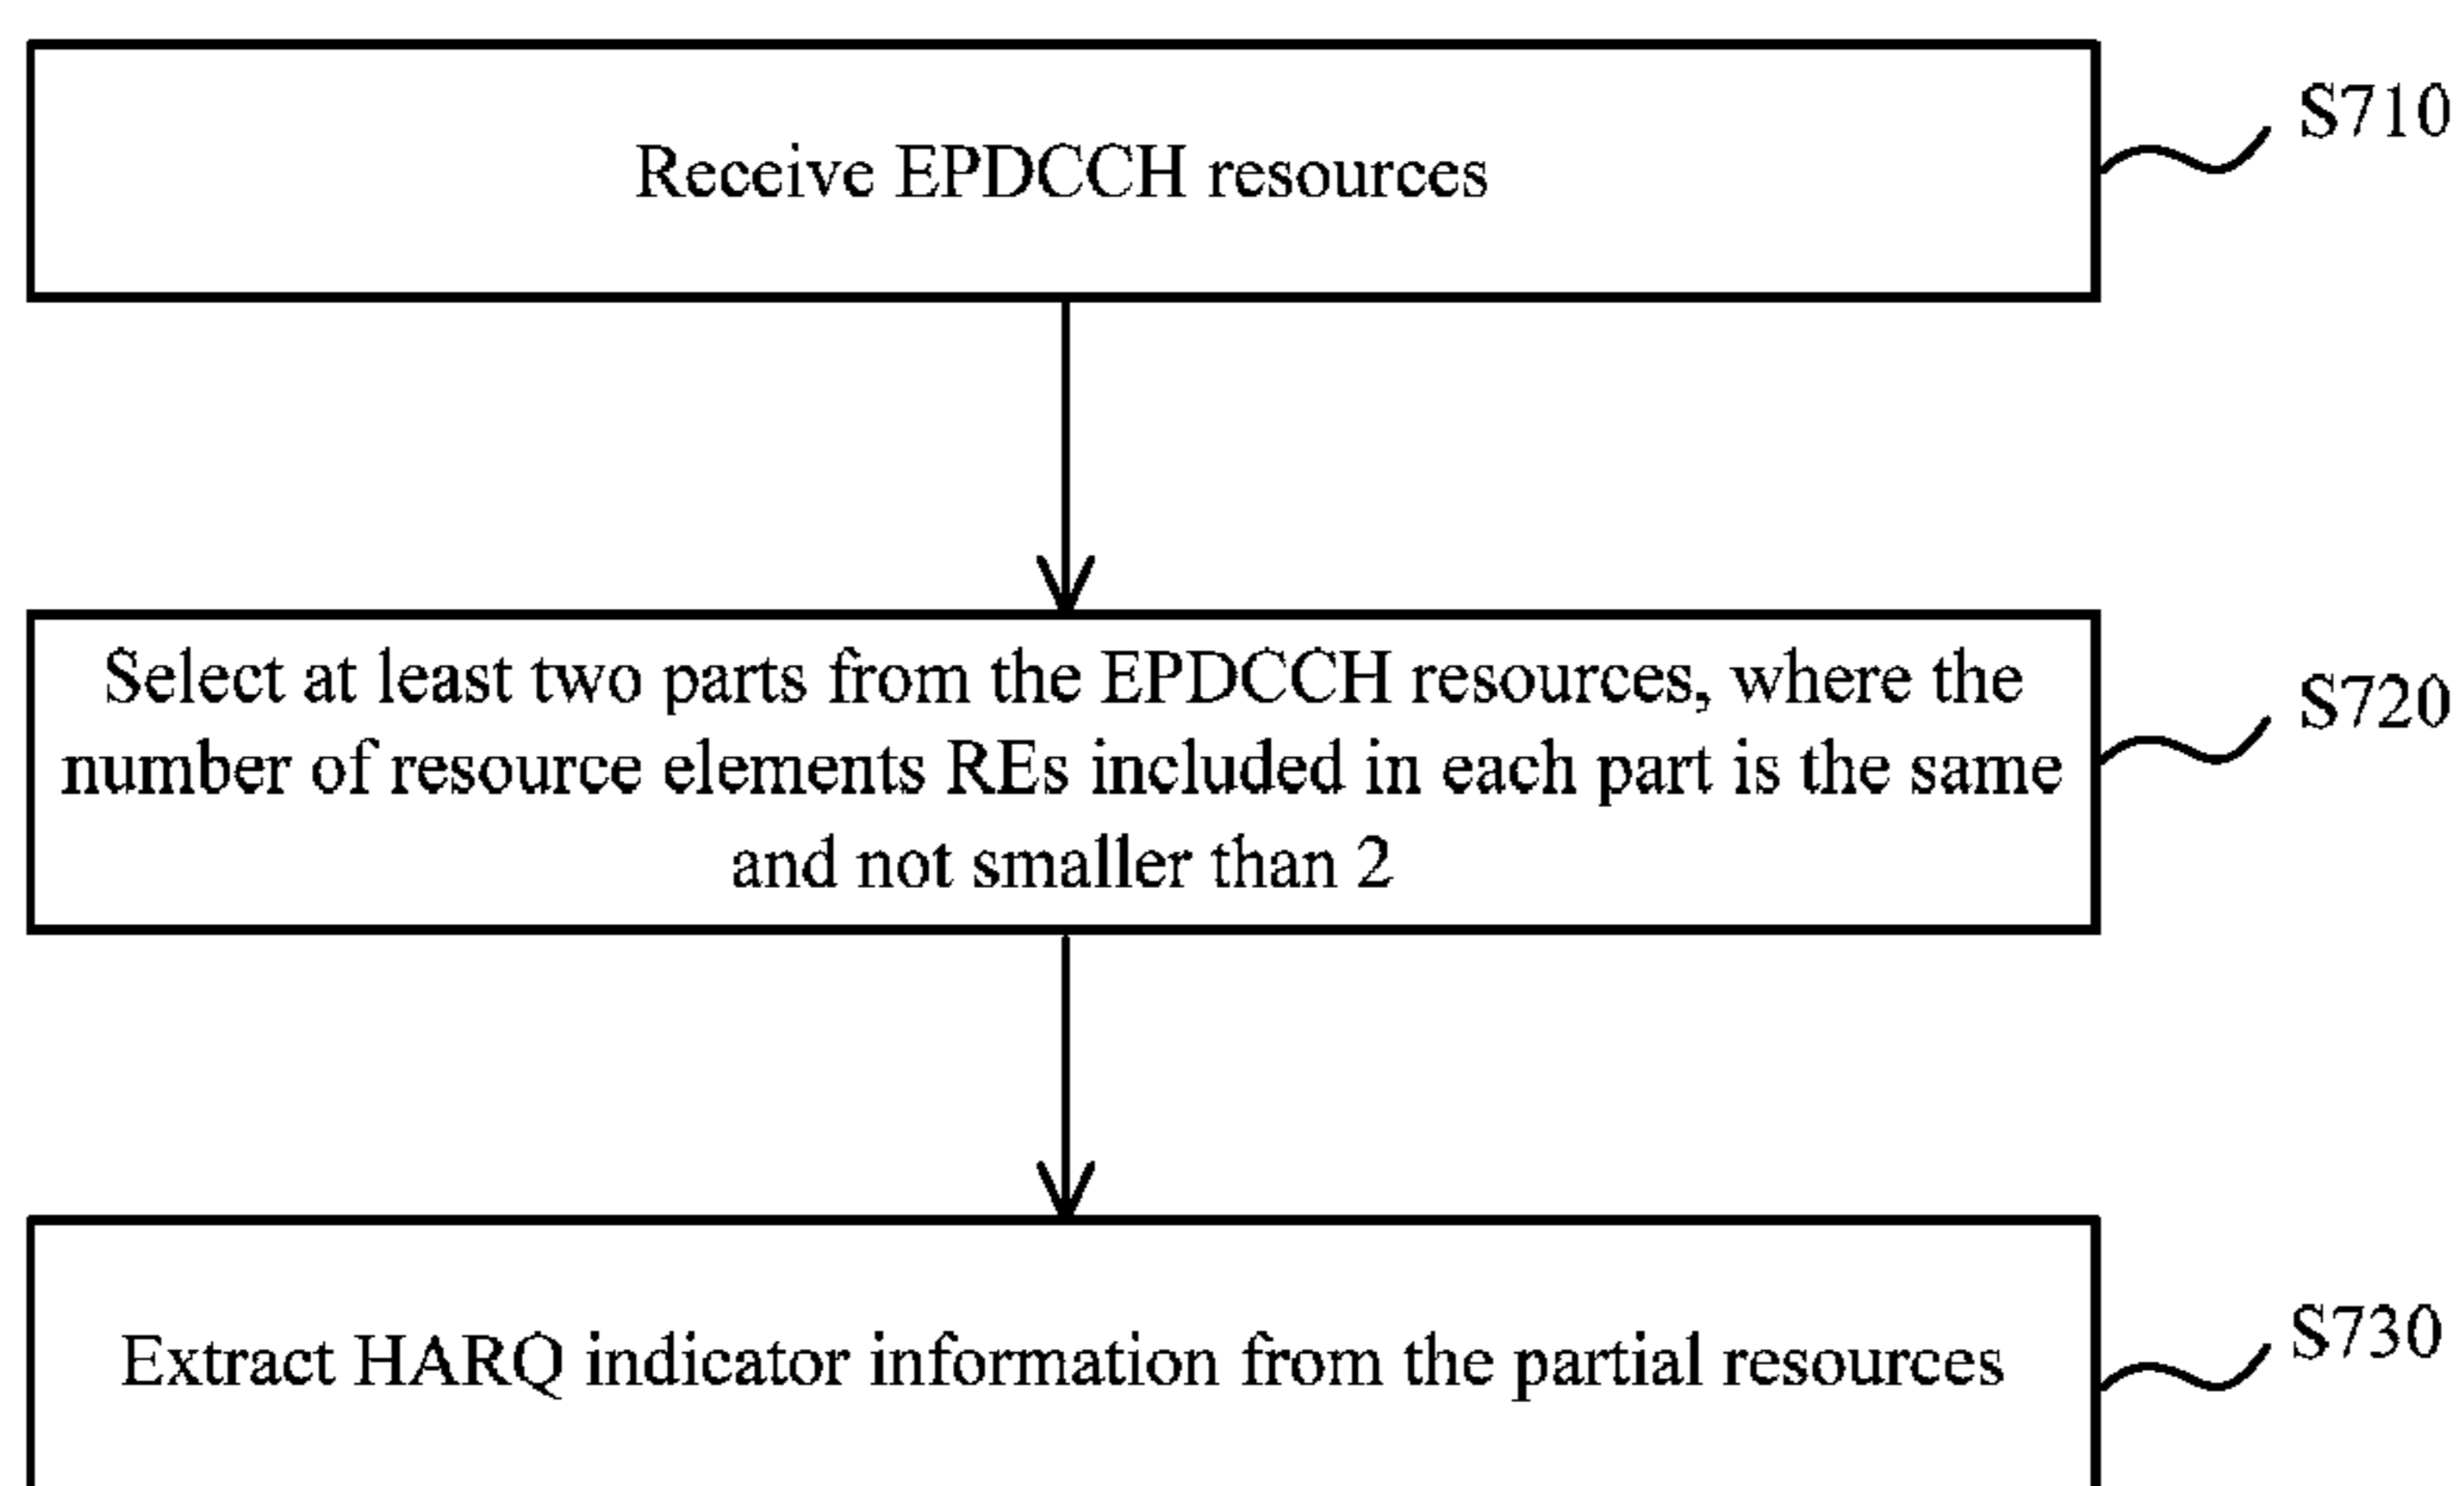 Receive EPDCCH resources
S710
Select at least two parts from the EPDCCH resources, where the
number of resource elements REs included in each part is the same
and not smaller than 2
S720
Extract HARQ indicator information from the partial resources
S730